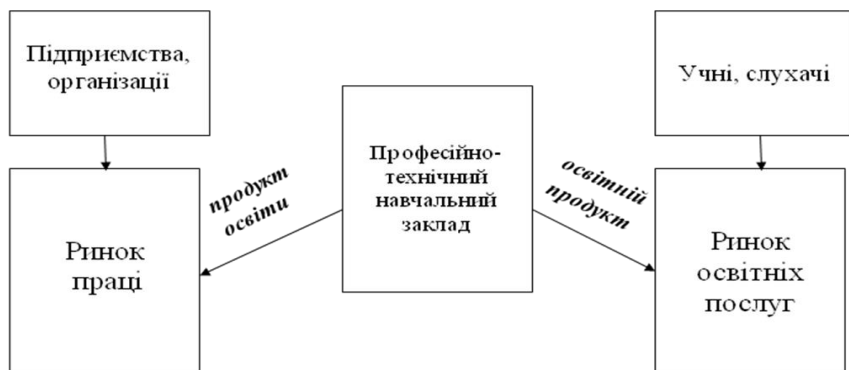 Підприємства,
організації
Учні, слухачі
Професійно-
технічний
навчальний
заклад
продукт
освіти
освітній
продукт
Ринок
праці
Ринок
освітніх
послуг